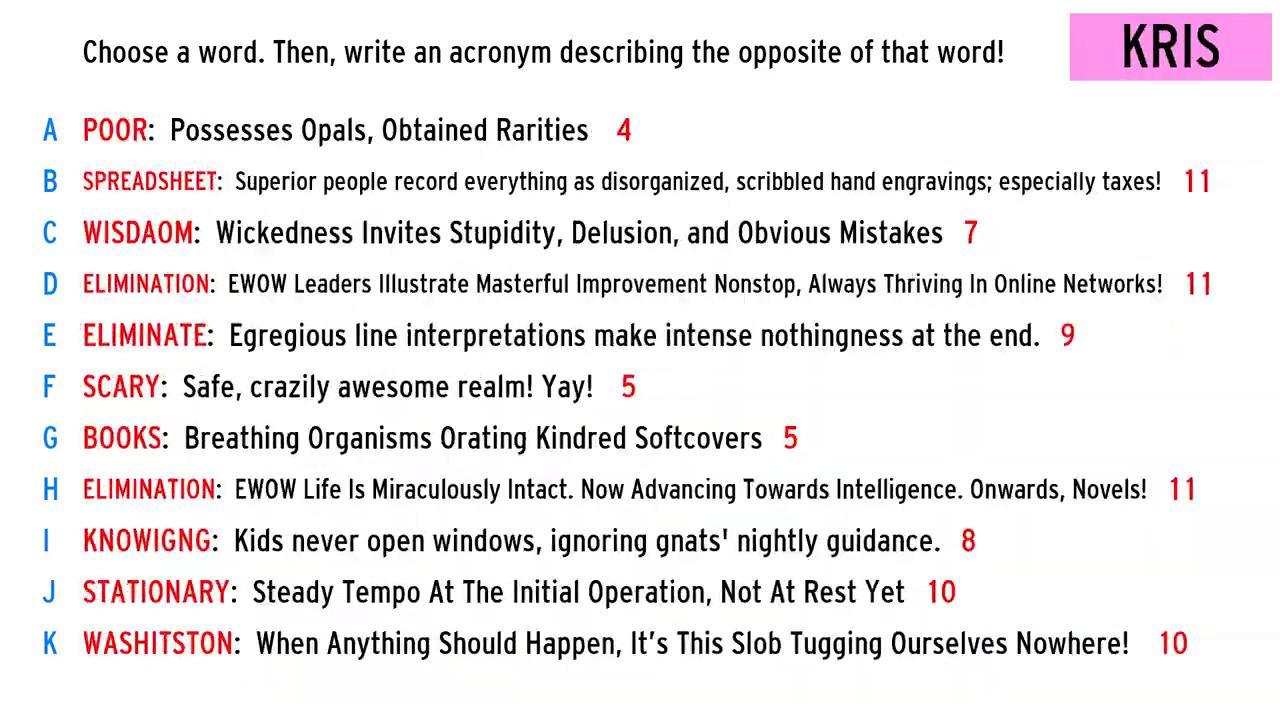 Choose a word. Then, write an acronym describing the opposite of that word!
KRIS
A POOR: Possesses Opals, Obtained Rarities 4
B SPREADSHEET: Superior people record everything as disorganized, scribbled hand engravings; especially taxes! 11
C WISDAOM: Wickedness Invites Stupidity, Delusion, and Obvious Mistakes 7
D ELIMINATION: EWOW Leaders Illustrate Masterful Improvement Nonstop, Always Thriving In Online Networks! 11
E ELIMINATE: Egregious line interpretations make intense nothingness at the end. 9
F SCARY: Safe, crazily awesome realm! Yay! 5
G BOOKS: Breathing Organisms Orating Kindred Softcovers 5
H ELIMINATION: EWOW Life Is Miraculously Intact. Now Advancing Towards Intelligence. Onwards, Novels! 11
I KNOWIGNG: Kids never open windows, ignoring gnats' nightly guidance. 8
J STATIONARY: Steady Tempo At The Initial Operation, Not At Rest Yet 10
K WASHITSTON: When Anything Should Happen, It’s This Slob Tugging Ourselves Nowhere! 10